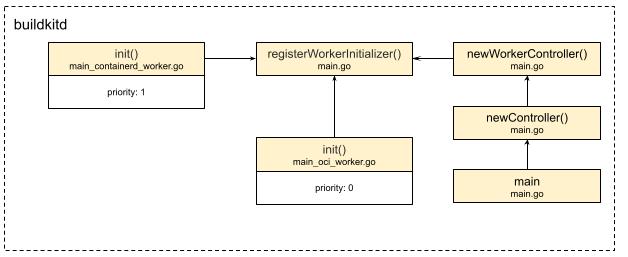 buildkitd
init()
main_containerd_worker.go
priority: 1
registerWorkerInitializer()
main.go
newWorkerController()
main.go
newController()
main.go
init()
main_oci_worker.go
priority: 0
main
main.go